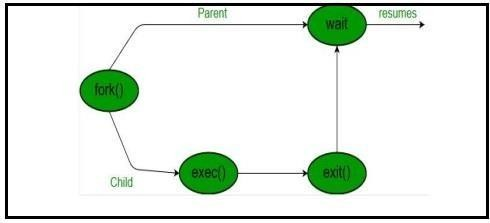 Parent
wait
resumes
fork()
Child
exec()
exit()